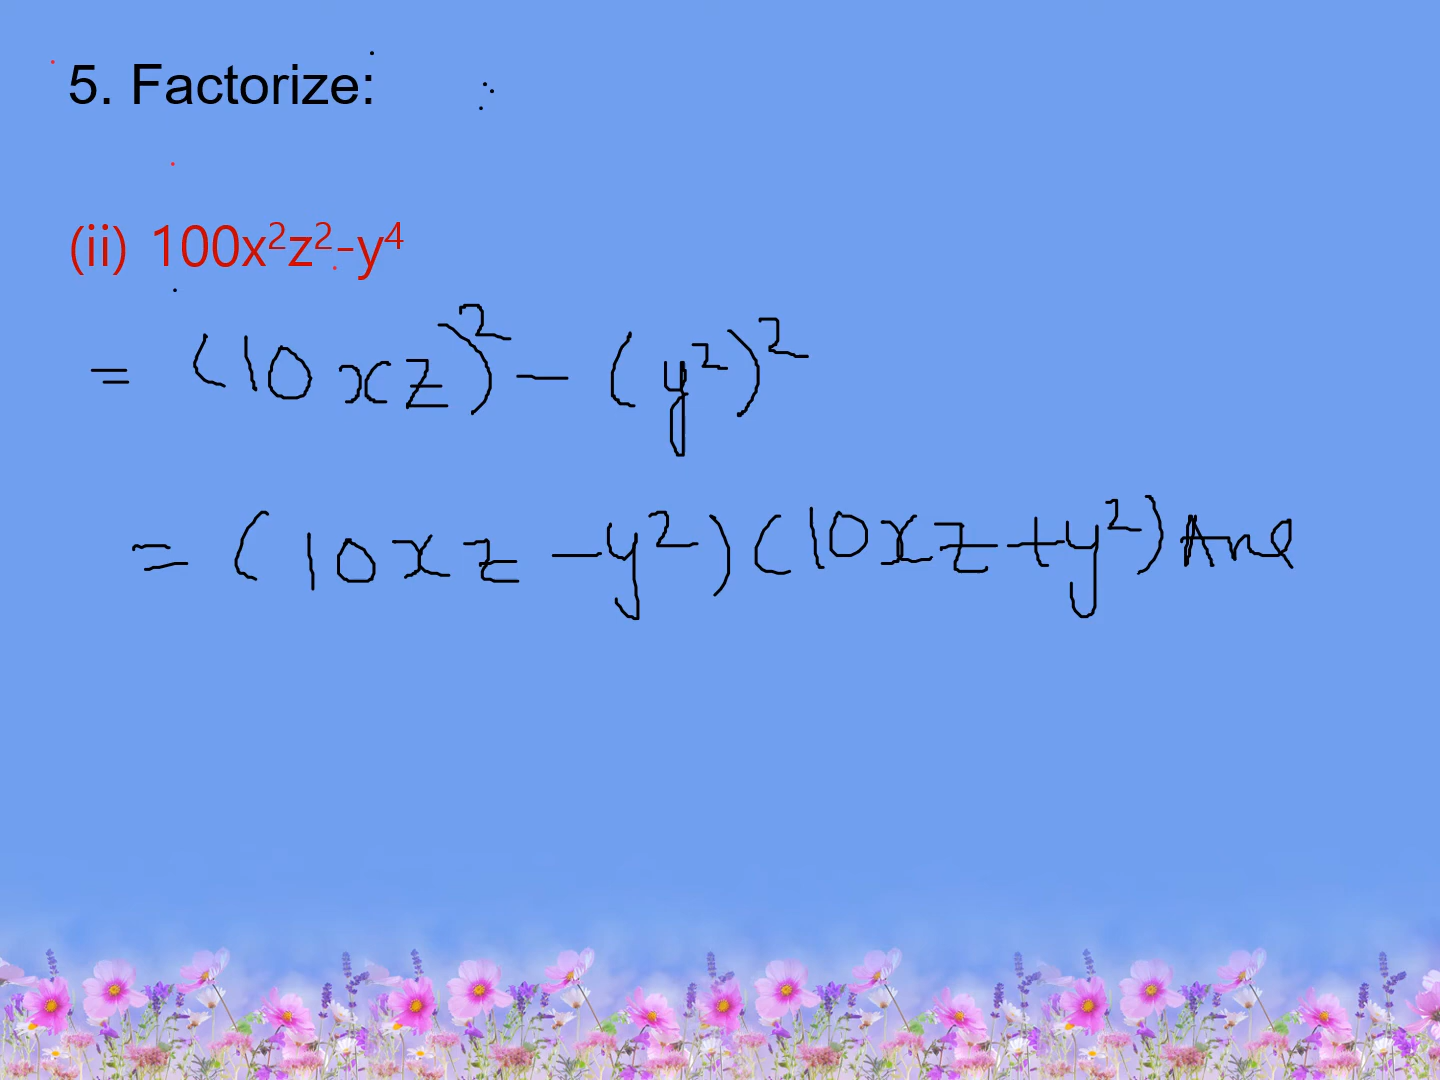 5. Factorize:
(ii) 100x²z²-y⁴
= (10xz)² - (y²)²
= (10xz - y²)(10xz + y²) Ans